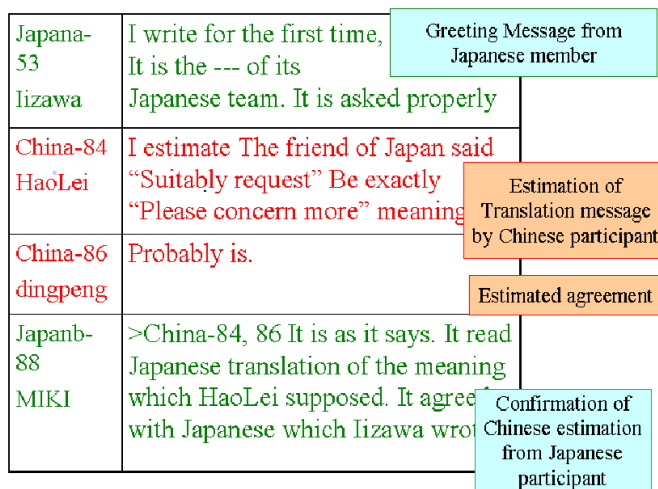 Japana-
53
Iizawa
I write for the first time,
It is the --- of its
Japanese team. It is asked properly
Greeting Message from
Japanese member
China-84
HaoLei
I estimate The friend of Japan said
“Suitably request” Be exactly
“Please concern more” meaning
Estimation of
Translation message
by Chinese participant
China-86
dingpeng
Probably is.
Estimated agreement
Japanb-
88
MIKI
>China-84, 86 It is as it says. It read
Japanese translation of the meaning
which HaoLei supposed. It agreed
with Japanese which Iizawa wrote
Confirmation of
Chinese estimation
from Japanese
participant